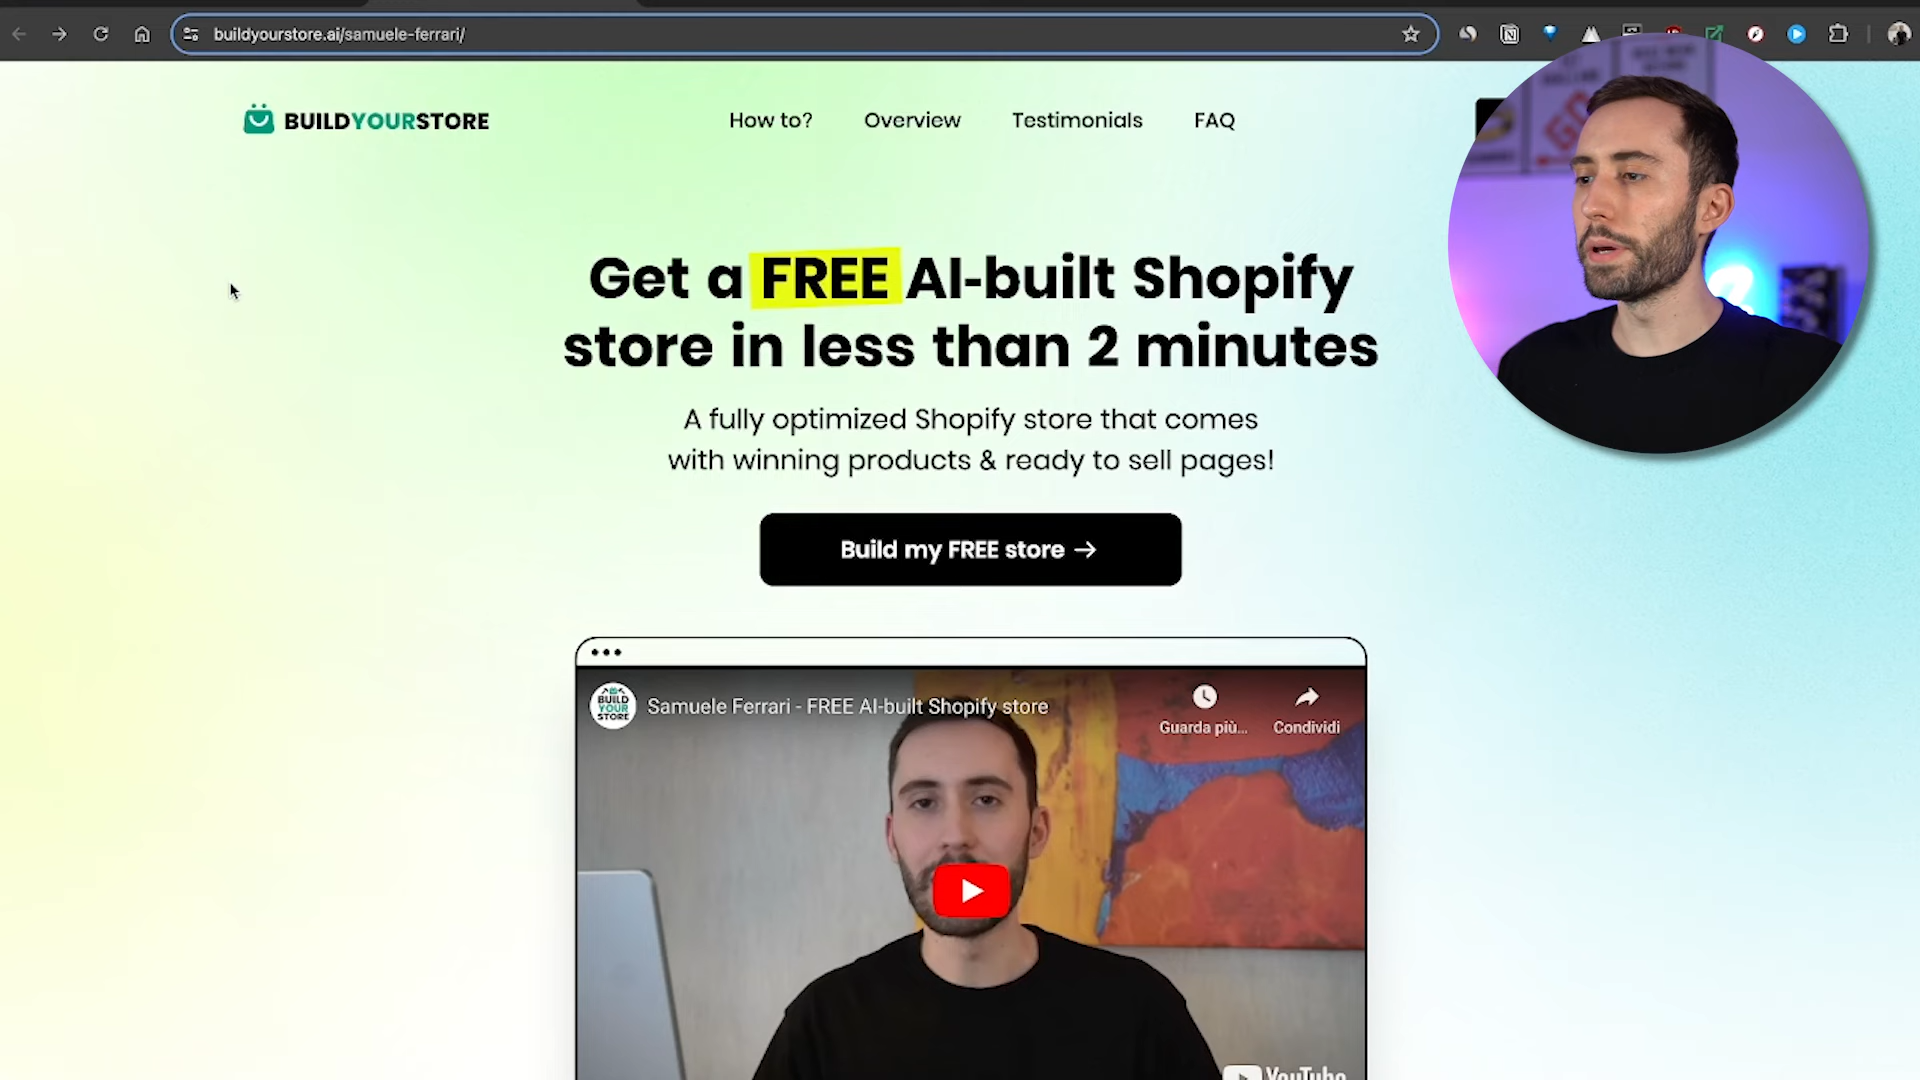 buildyourstore.ai/samuele-ferrari/
BUILDYOURSTORE
How to?
Overview
Testimonials
FAQ
Get a FREE AI-built Shopify
store in less than 2 minutes
A fully optimized Shopify store that comes
with winning products & ready to sell pages!
Build my FREE store →
BUILD
YOUR
STORE
Samuele Ferrari - FREE AI-built Shopify store
Guarda più...
Condividi
YouTube